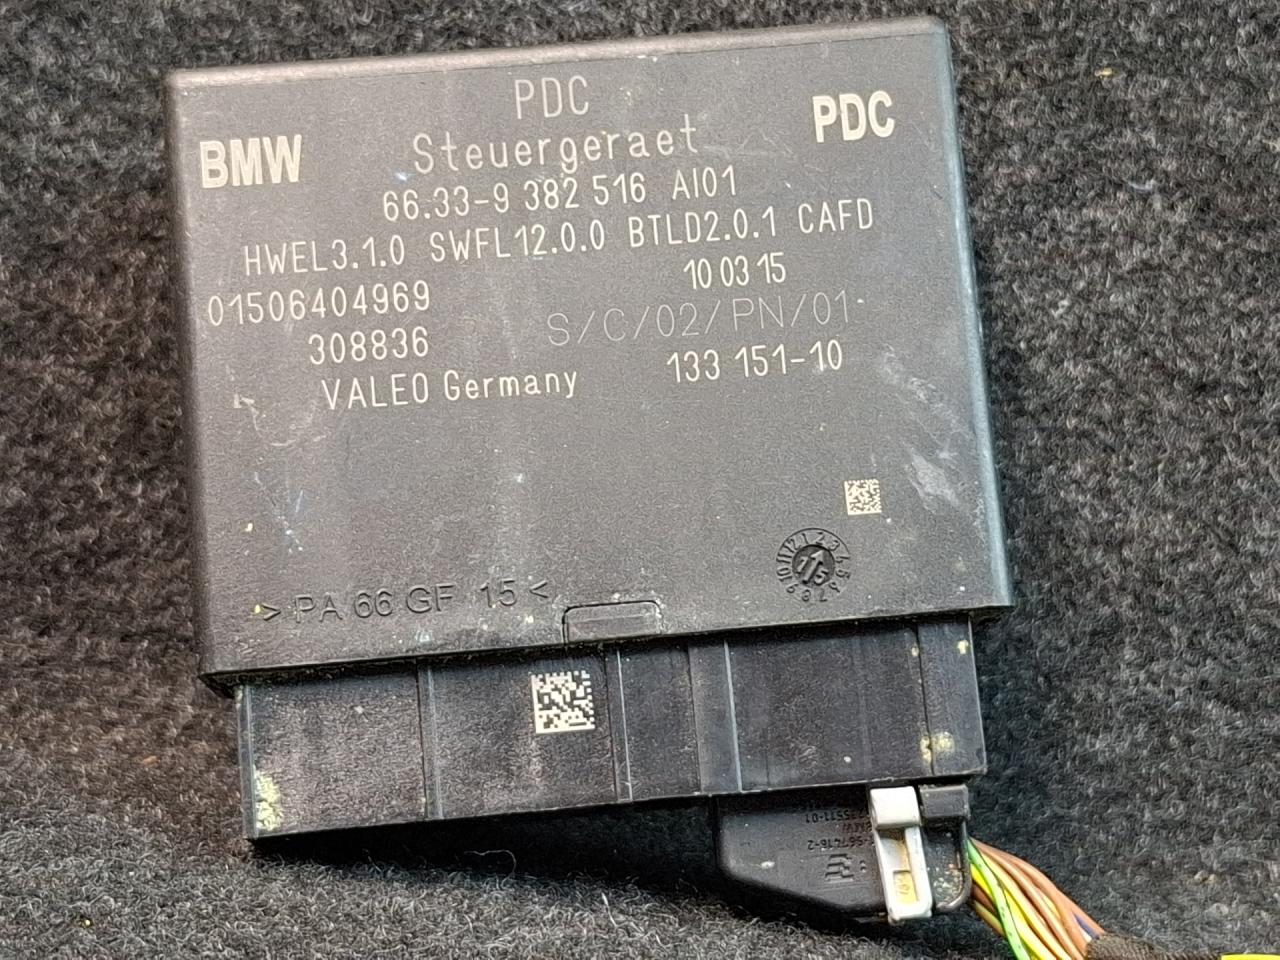 PDC
BMW
Steuergeraet
PDC
66.33-9 382 516 AI01
HWEL3.1.0 SWFL12.0.0 BTLD2.0.1 CAFD
01506404969
10 03 15
308836
S/C/02/PN/01
VALEO Germany
133 151-10
> PA 66 GF 15 <